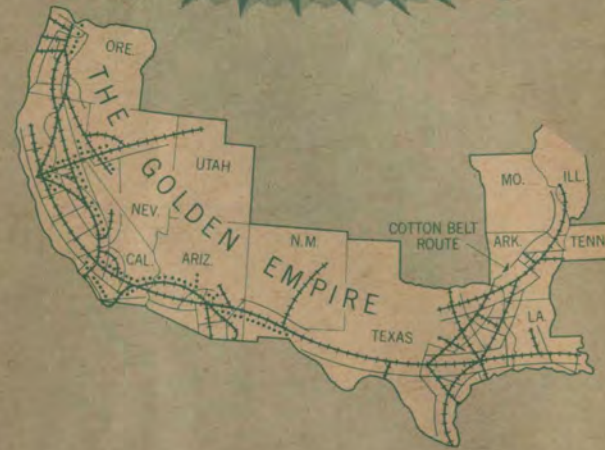 ORE.
THE
GOLDEN
EMPIRE
UTAH
NEV.
CAL.
ARIZ.
N.M.
TEXAS
MO.
ILL.
COTTON BELT
ROUTE
ARK.
TENN
LA.